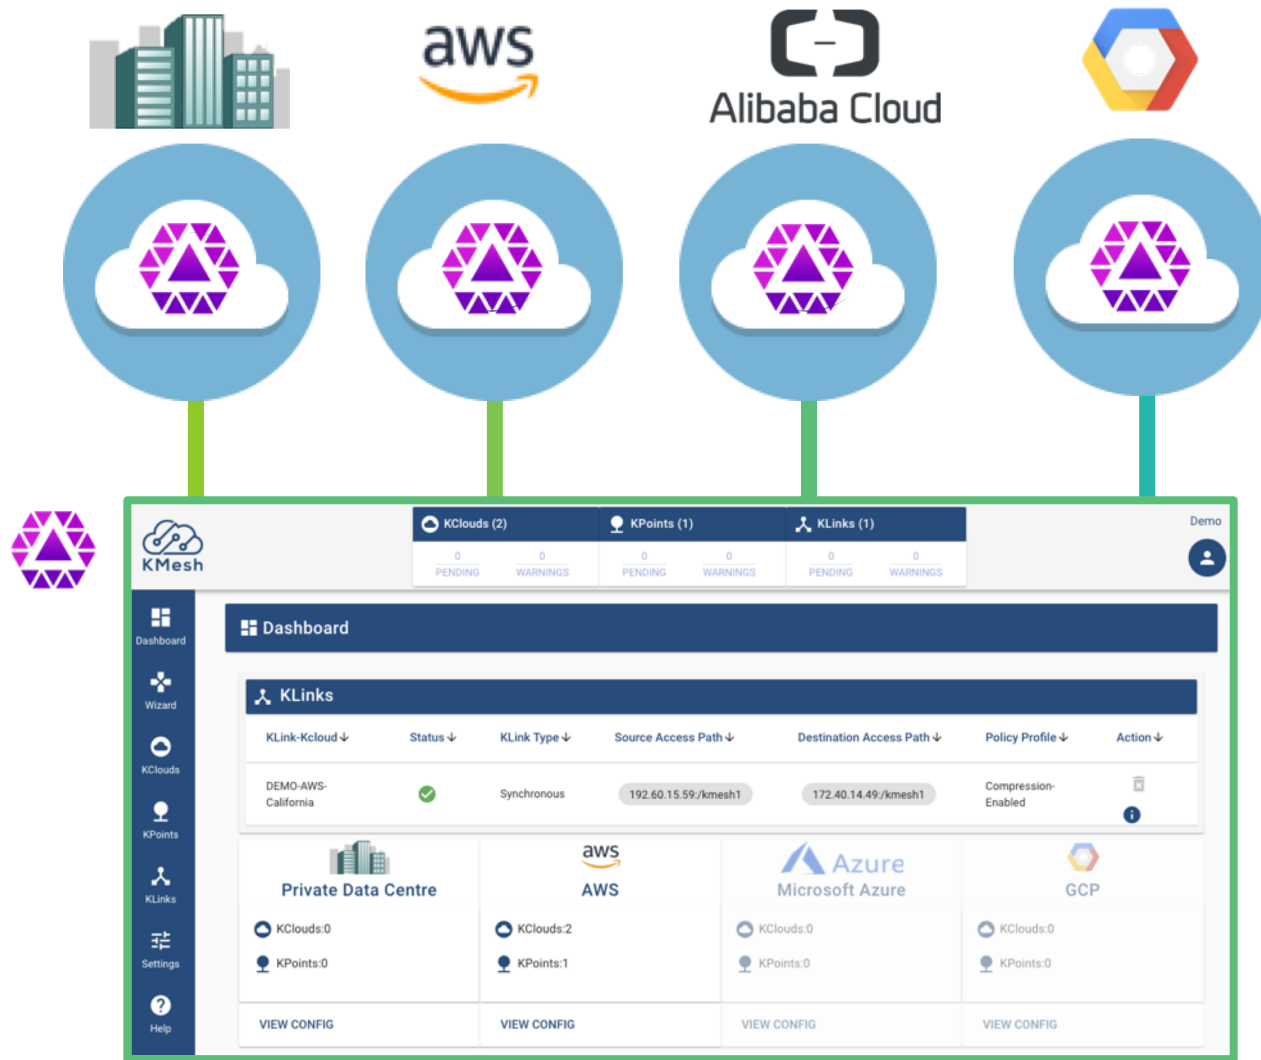 aws
Alibaba Cloud
KMesh
KClouds (2)
KPoints (1)
KLinks (1)
0
PENDING
0
WARNINGS
0
PENDING
0
WARNINGS
0
PENDING
0
WARNINGS
Demo
Dashboard
Wizard
KClouds
KPoints
KLinks
Settings
Help
Dashboard
KLinks
KLink-Kcloud
Status
KLink Type
Source Access Path
Destination Access Path
Policy Profile
Action
DEMO-AWS-
California
Synchronous
192.60.15.59:/kmesh1
172.40.14.49:/kmesh1
Compression-
Enabled
Private Data Centre
KClouds:0
KPoints:0
VIEW CONFIG
aws
AWS
KClouds:2
KPoints:1
VIEW CONFIG
Azure
Microsoft Azure
KClouds:0
KPoints:0
VIEW CONFIG
GCP
KClouds:0
KPoints:0
VIEW CONFIG